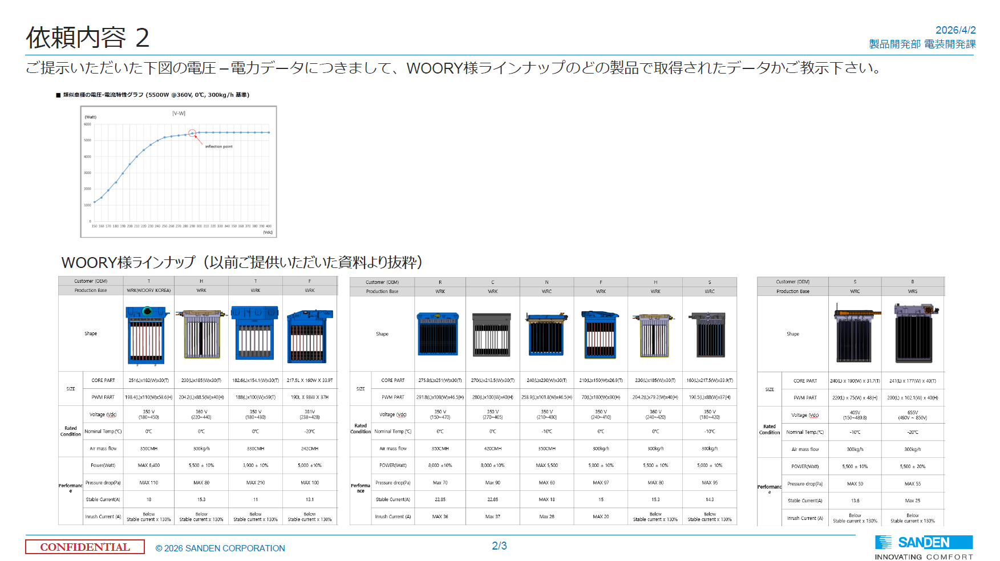 依頼内容 2
2026/4/2
製品開発部 電装開発課
ご提示いただいた下図の電圧－電力データにつきまして、WOORY様ラインナップのどの製品で取得されたデータかご教示下さい。
■ 類似車種の電圧-電流特性グラフ (5500W @360V, 0℃, 300kg/h 基準)
[V-W]
(Watt)
6000
5000
4000
3000
2000
1000
0
inflection point
150 160 170 180 190 200 210 220 230 240 250 260 270 280 290 300 310 320 330 340 350 360 370 380 390 400
(Vdc)
WOORY様ラインナップ（以前ご提供いただいた資料より抜粋）
Customer (OEM) T H T F
Production Base WRK(WOORY KOREA) WRK WRK WRK
Shape
SIZE
CORE PART 251(L)x182(W)x30(T) 230(L)x185(W)x30(T) 182.6(L)x154.1(W)x30(T) 217.5L X 160W X 33.9T
PWM PART 198.4(L)x110(W)x58.6(H) 204.2(L)x88.5(W)x40(H) 188(L)x100(W)x59(T) 190L X 98W X 37H
Rated Condition
Voltage (Vdc) 350 V (180~450) 360 V (220~440) 350 V (180~430) 381V (238~428)
Nominal Temp.(℃) 0℃ 0℃ 0℃ -20℃
Air mass flow 350CMH 300kg/h 330CMH 242CMH
Performance
Power(Watt) MAX 6,400 5,500 ± 10% 3,900 ± 10% 5,000 ±10%
Pressure drop(Pa) MAX 110 MAX 80 MAX 210 MAX 100
Stable Current(A) 18 15.3 11 13.1
Inrush Current (A) Below Stable current x 130% Below Stable current x 130% Below Stable current x 130% Below Stable current x 130%
Customer (OEM) R C N F H S
Production Base WRK WRK WRC WRK WRK WRC
Shape
SIZE
CORE PART 275.8(L)x251(W)x30(T) 270(L)x213.5(W)x30(T) 240(L)x230(W)x30(T) 210(L)x150(W)x26.9(T) 230(L)x185(W)x30(T) 160(L)x217.5(W)x33.9(T)
PWM PART 291.8(L)x108(W)x46.5(H) 280(L)x100(W)x40(H) 258.9(L)x101.8(W)x46.5(H) 70(L)x180(W)x30(H) 204.2(L)x79.2(W)x40(H) 190.5(L)x88(W)x37(H)
Rated Condition
Voltage (Vdc) 350 V (150~470) 350 V (270~405) 350 V (210~430) 350 V (240~410) 360 V (240~420) 350 V (180~420)
Nominal Temp.(℃) 0℃ 0℃ -10℃ 0℃ 0℃ -10℃
Air mass flow 350CMH 420CMH 350CMH 300kg/h 300kg/h 300kg/h
Performance
POWER(Watt) 8,000 ±10% 8,000 ±10% MAX 5,500 5,000 ± 10% 5,500 ± 10% 5,000 ±10%
Pressure drop(Pa) Max 70 Max 90 MAX 60 MAX 97 MAX 80 MAX 95
Stable Current(A) 22.85 22.85 MAX 18 15 15.3 14.3
Inrush Current (A) MAX 36 Max 37 Max 28 MAX 20 Below Stable current x 130% Below Stable current x 130%
Customer (OEM) S B
Production Base WRC WRS
Shape
SIZE
CORE PART 240(L) x 190(W) x 31.7(T) 241(L) x 177(W) x 40(T)
PWM PART 220(L) x 75(W) x 48(H) 200(L) x 102.1(W) x 40(H)
Rated Condition
Voltage (Vdc) 405V (150~489.8) 655V (460V ~ 850V)
Nominal Temp.(℃) -10℃ -20℃
Air mass flow 300kg/h 300kg/h
Performance
POWER(Watt) 5,500 ± 10% 5,500 ± 20%
Pressure drop(Pa) MAX 50 MAX 55
Stable Current(A) 13.6 Max 25
Inrush Current (A) Below Stable current x 130% Below Stable current x 130%
CONFIDENTIAL
© 2026 SANDEN CORPORATION
2/3
SANDEN
INNOVATING COMFORT